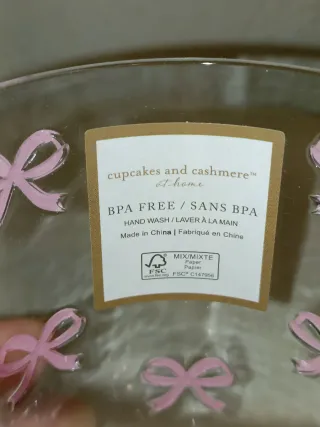 cupcakes and cashmere™
at home
BPA FREE / SANS BPA
HAND WASH / LAVER À LA MAIN
Made in China | Fabriqué en Chine
MIX/MIXTE
Paper
Papier
FSC
FSC® C147956